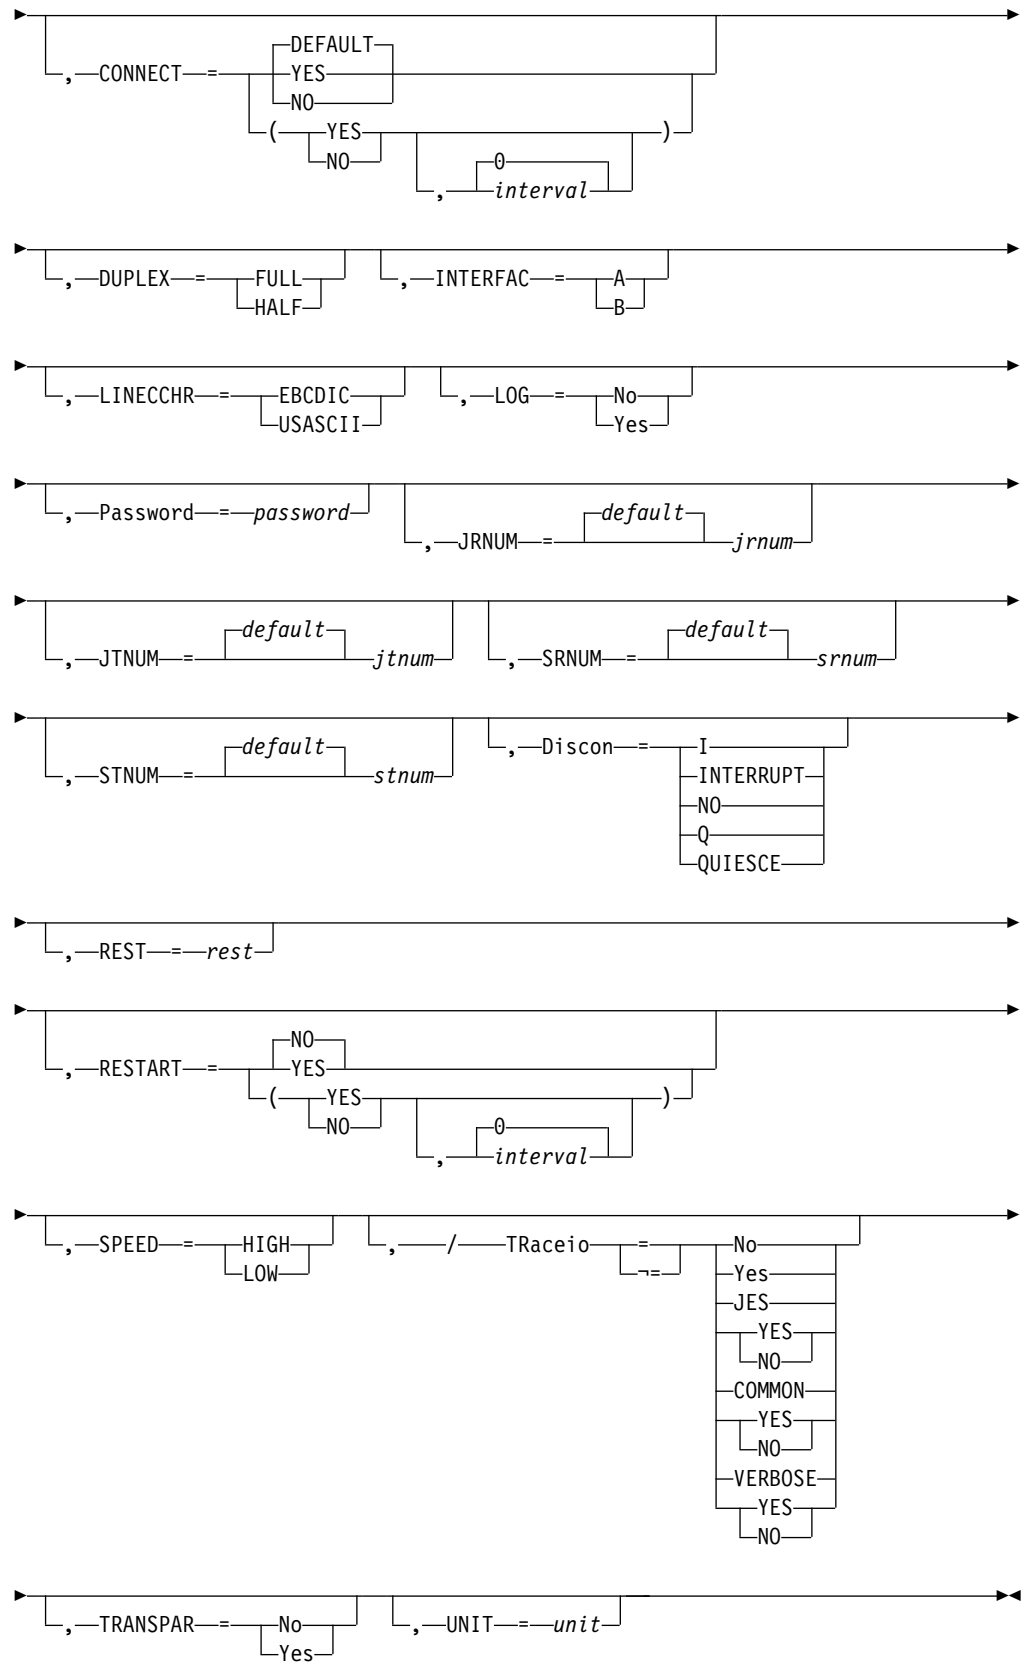 DEFAULT
, CONNECT = YES
NO
( YES )
NO 0
, interval
, DUPLEX = FULL , INTERFAC = A
HALF B
, LINECCHR = EBCDIC , LOG = No
USASCII Yes
, Password = password default
, JRNUM = jrnum
default default
, JTNUM = jtnum , SRNUM = srnum
default , Discon = I
, STNUM = stnum INTERRUPT
NO
Q
QUIESCE
, REST = rest
NO
, RESTART = YES
( YES )
NO 0
, interval
, SPEED = HIGH , / TRaceio = No
LOW ¬= Yes
JES
YES
NO
COMMON
YES
NO
VERBOSE
YES
NO
, TRANSPAR = No , UNIT = unit
Yes